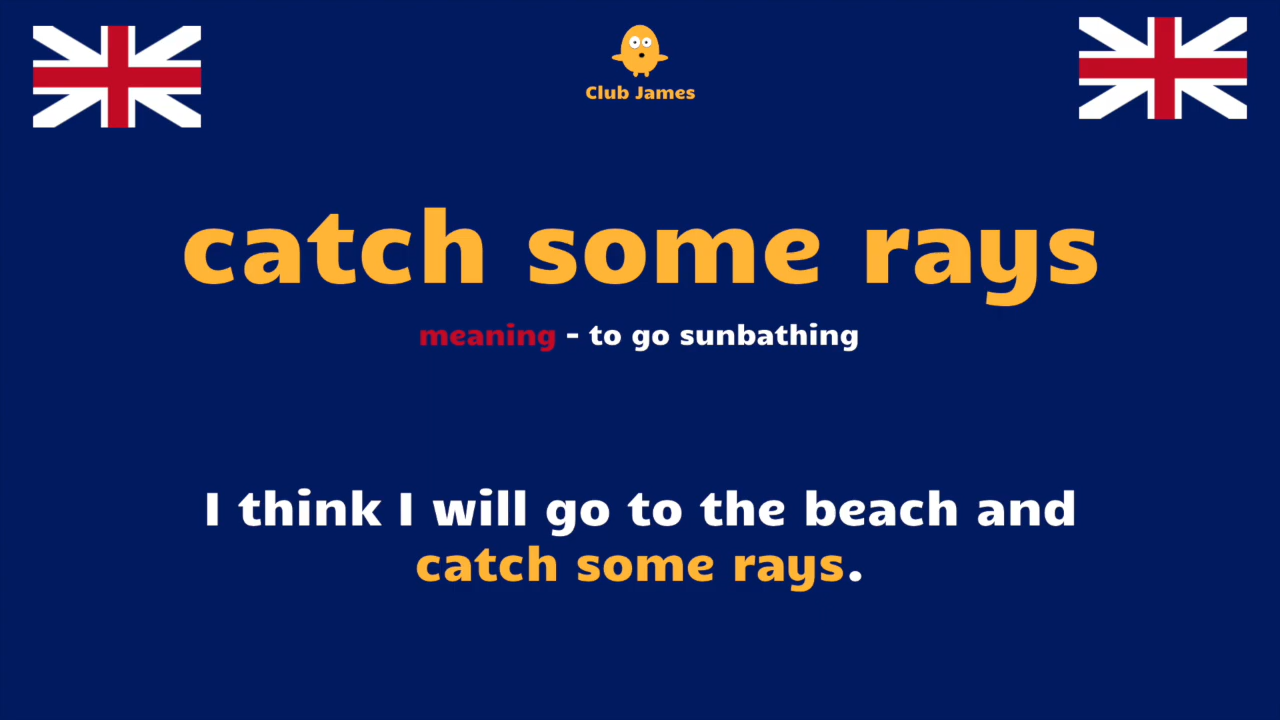 Club James
catch some rays
meaning - to go sunbathing
I think I will go to the beach and
catch some rays.